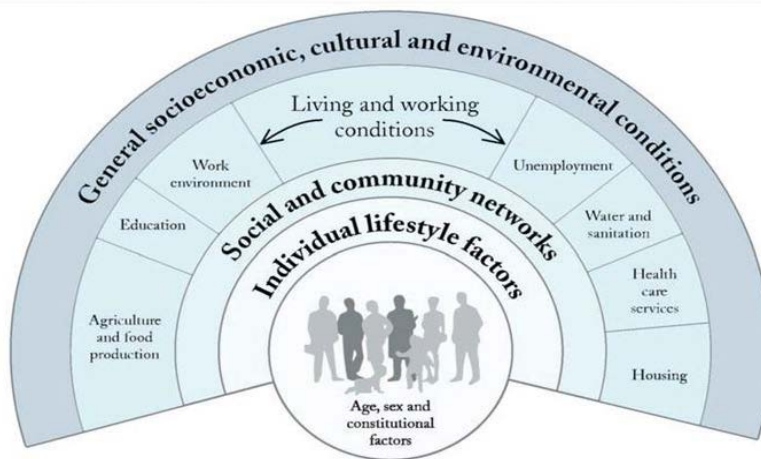 General socioeconomic, cultural and environmental conditions
Living and working
conditions
Work
environment
Unemployment
Education
Water and
sanitation
Agriculture
and food
production
Health
care
services
Housing
Social and community networks
Individual lifestyle factors
Age, sex and
constitutional
factors